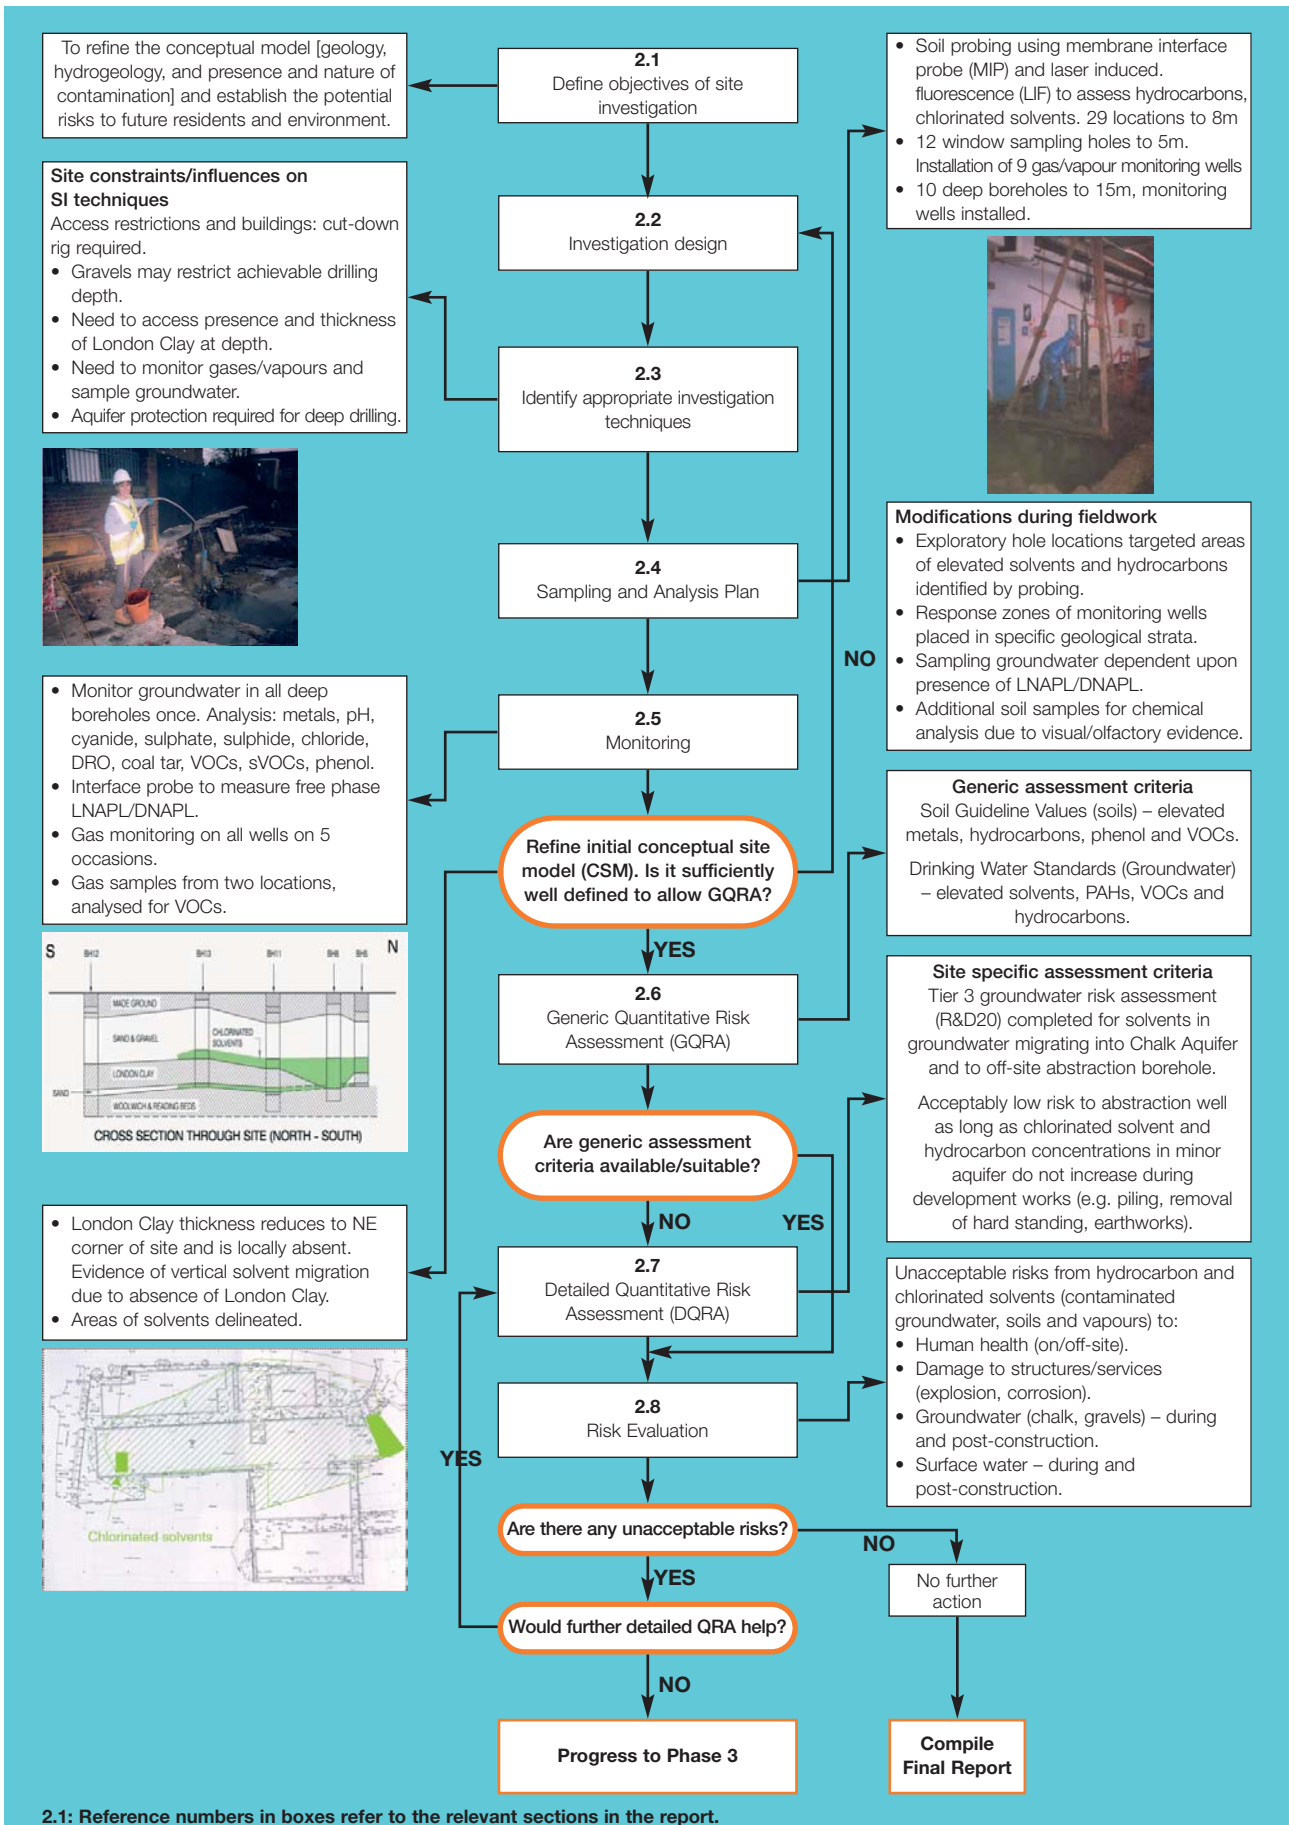 To refine the conceptual model [geology,
hydrogeology, and presence and nature of
contamination] and establish the potential
risks to future residents and environment.
2.1
Define objectives of site
investigation
• Soil probing using membrane interface
probe (MIP) and laser induced.
fluorescence (LIF) to assess hydrocarbons,
chlorinated solvents. 29 locations to 8m
• 12 window sampling holes to 5m.
Installation of 9 gas/vapour monitoring wells
• 10 deep boreholes to 15m, monitoring
wells installed.
Site constraints/influences on
SI techniques
Access restrictions and buildings: cut-down
rig required.
• Gravels may restrict achievable drilling
depth.
• Need to access presence and thickness
of London Clay at depth.
• Need to monitor gases/vapours and
sample groundwater.
• Aquifer protection required for deep drilling.
2.2
Investigation design
2.3
Identify appropriate investigation
techniques
2.4
Sampling and Analysis Plan
Modifications during fieldwork
• Exploratory hole locations targeted areas
of elevated solvents and hydrocarbons
identified by probing.
• Response zones of monitoring wells
placed in specific geological strata.
• Sampling groundwater dependent upon
presence of LNAPL/DNAPL.
• Additional soil samples for chemical
analysis due to visual/olfactory evidence.
NO
• Monitor groundwater in all deep
boreholes once. Analysis: metals, pH,
cyanide, sulphate, sulphide, chloride,
DRO, coal tar, VOCs, sVOCs, phenol.
• Interface probe to measure free phase
LNAPL/DNAPL.
• Gas monitoring on all wells on 5
occasions.
• Gas samples from two locations,
analysed for VOCs.
2.5
Monitoring
Refine initial conceptual site
model (CSM). Is it sufficiently
well defined to allow GQRA?
YES
Generic assessment criteria
Soil Guideline Values (soils) – elevated
metals, hydrocarbons, phenol and VOCs.
Drinking Water Standards (Groundwater)
– elevated solvents, PAHs, VOCs and
hydrocarbons.
S
BH12
BH13
BH11
BH8
BH5
N
MADE GROUND
SAND & GRAVEL
CHLORINATED
SOLVENTS
LONDON CLAY
SAND
WOOLWICH & READING BEDS
CROSS SECTION THROUGH SITE (NORTH - SOUTH)
2.6
Generic Quantitative Risk
Assessment (GQRA)
Site specific assessment criteria
Tier 3 groundwater risk assessment
(R&D20) completed for solvents in
groundwater migrating into Chalk Aquifer
and to off-site abstraction borehole.
Acceptably low risk to abstraction well
as long as chlorinated solvent and
hydrocarbon concentrations in minor
aquifer do not increase during
development works (e.g. piling, removal
of hard standing, earthworks).
Are generic assessment
criteria available/suitable?
NO
YES
• London Clay thickness reduces to NE
corner of site and is locally absent.
Evidence of vertical solvent migration
due to absence of London Clay.
• Areas of solvents delineated.
2.7
Detailed Quantitative Risk
Assessment (DQRA)
Unacceptable risks from hydrocarbon and
chlorinated solvents (contaminated
groundwater, soils and vapours) to:
• Human health (on/off-site).
• Damage to structures/services
(explosion, corrosion).
• Groundwater (chalk, gravels) – during
and post-construction.
• Surface water – during and
post-construction.
Chlorinated solvents
2.8
Risk Evaluation
YES
Are there any unacceptable risks?
NO
YES
No further
action
Would further detailed QRA help?
NO
Progress to Phase 3
Compile
Final Report
2.1: Reference numbers in boxes refer to the relevant sections in the report.